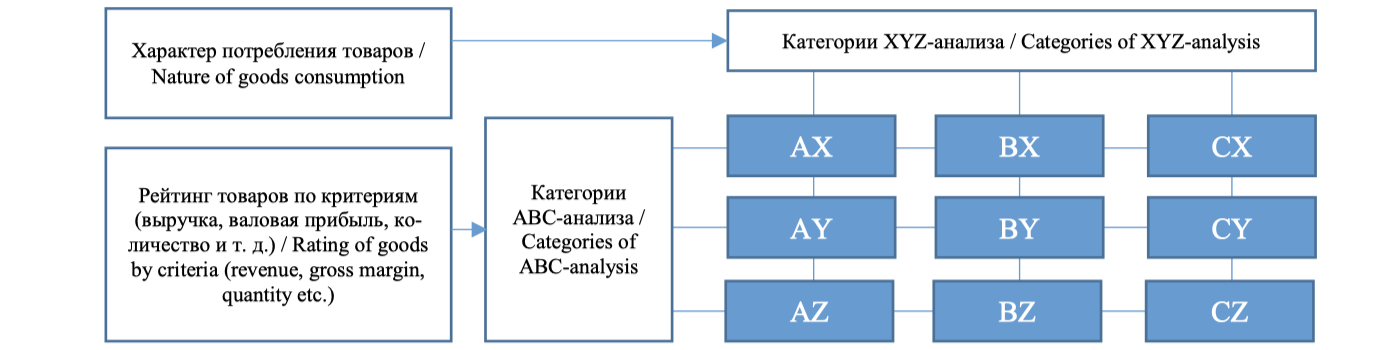 Характер потребления товаров /
Nature of goods consumption
Категории XYZ-анализа / Categories of XYZ-analysis
Рейтинг товаров по критериям
(выручка, валовая прибыль, ко-
личество и т. д.) / Rating of goods
by criteria (revenue, gross margin,
quantity etc.)
Категории
ABC-анализа /
Categories of
ABC-analysis
AX
BX
CX
AY
BY
CY
AZ
BZ
CZ